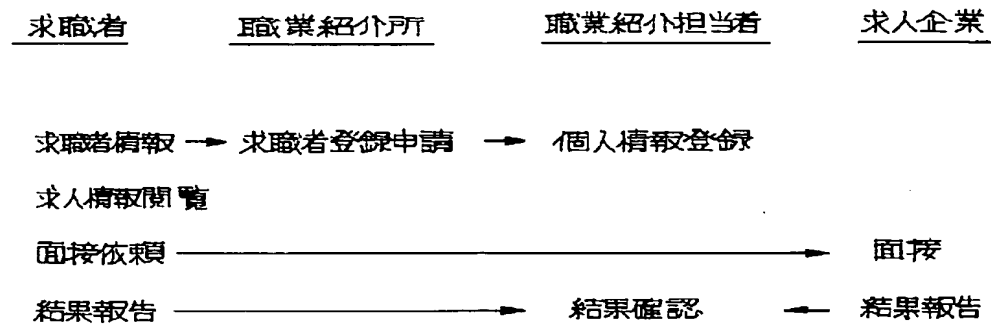 求職者 職業紹介所 職業紹介担当者 求人企業
求職者情報 → 求職者登録申請 → 個人情報登録
求人情報閲覧
面接依頼 → 面接
結果報告 → 結果確認 ← 結果報告